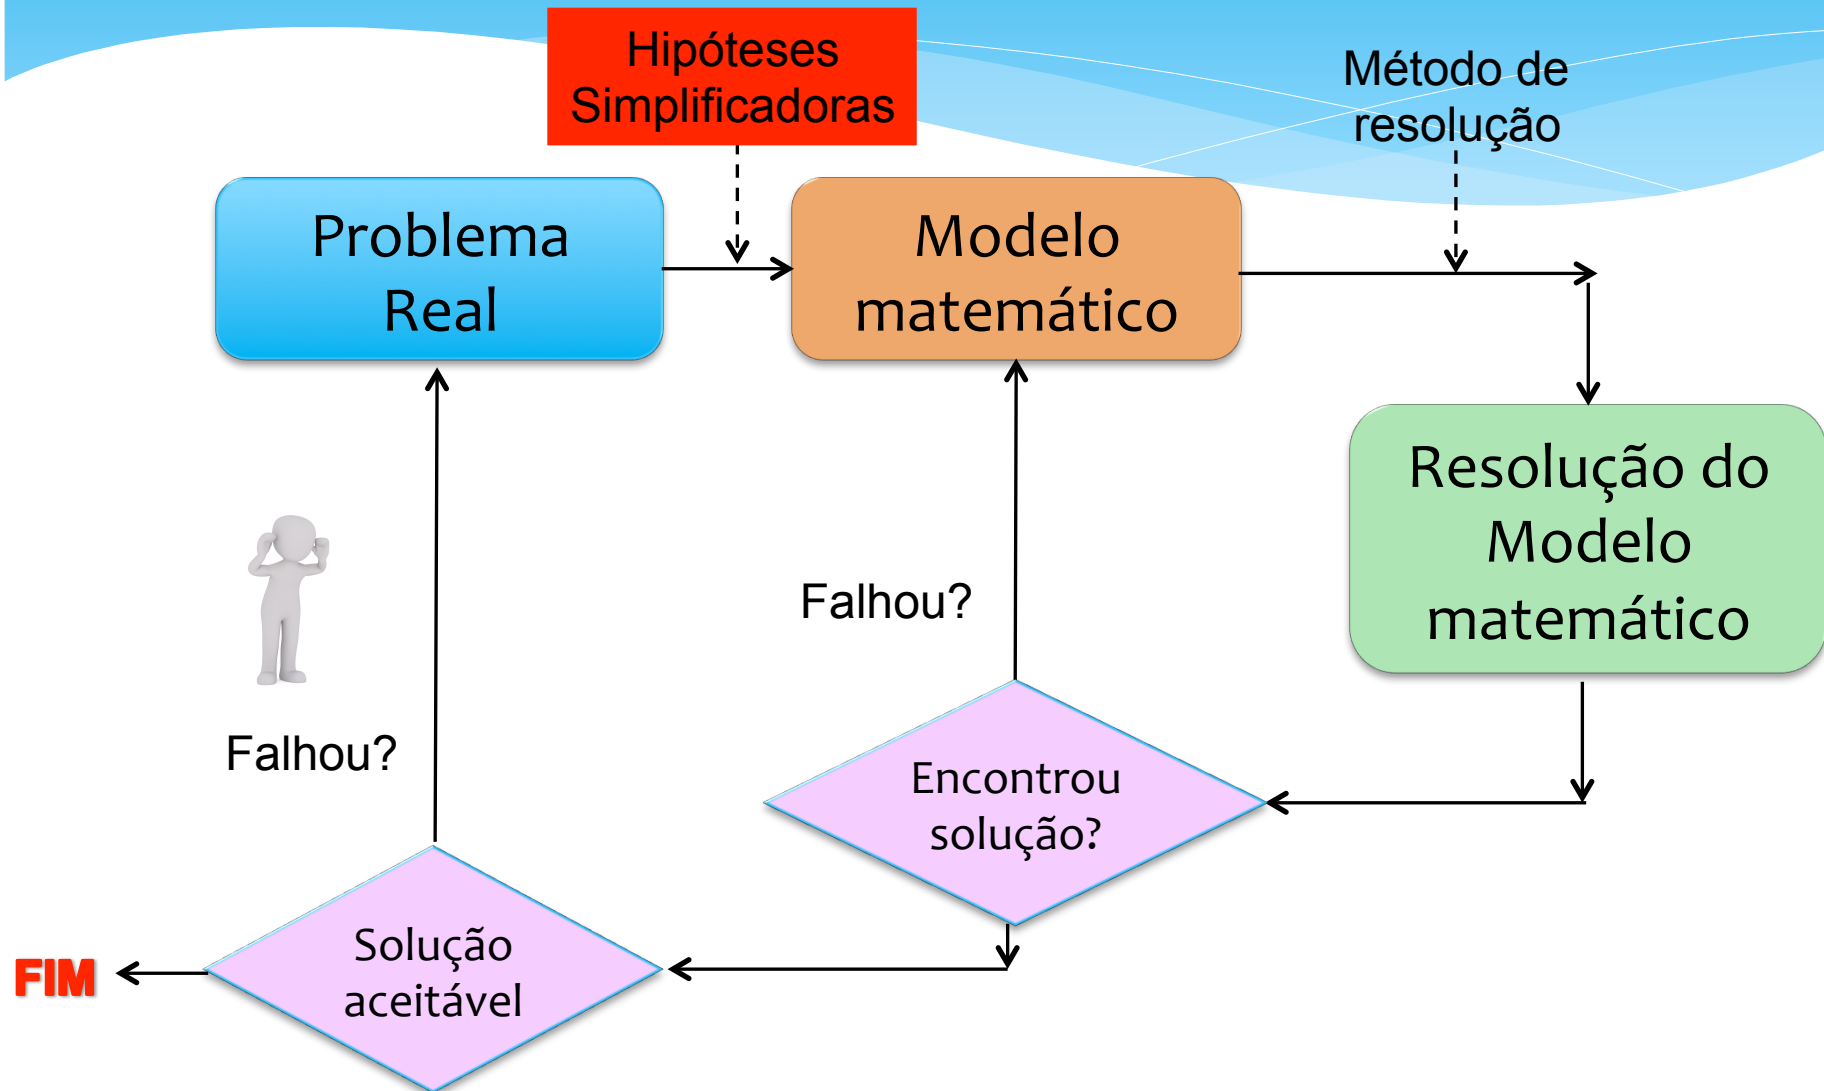 Hipóteses
Simplificadoras
Método de
resolução
Problema
Real
Modelo
matemático
Resolução do
Modelo
matemático
Falhou?
Falhou?
Encontrou
solução?
Solução
aceitável
FIM